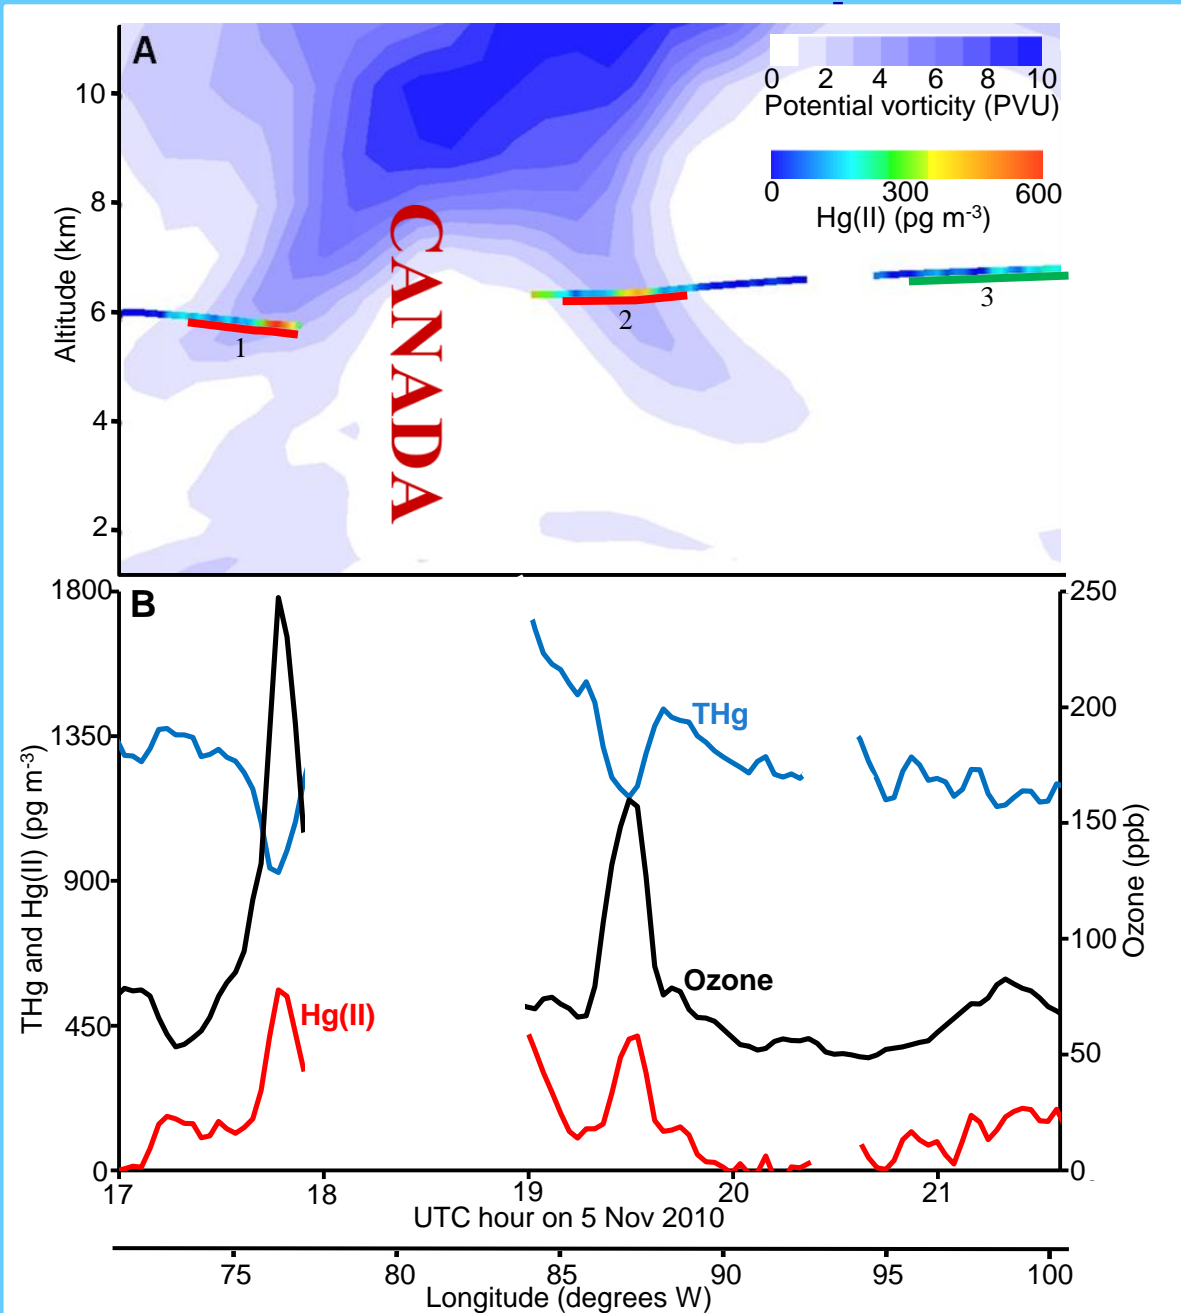 A
0 2 4 6 8 10
Potential vorticity (PVU)
0 300 600
Hg(II) (pg m-3)
10
8
6
4
2
Altitude (km)
CANADA
1
2
3
B
1800
1350
900
450
0
THg and Hg(II) (pg m-3)
250
200
150
100
50
0
Ozone (ppb)
THg
Ozone
Hg(II)
17 18 19 20 21
UTC hour on 5 Nov 2010
75 80 85 90 95 100
Longitude (degrees W)